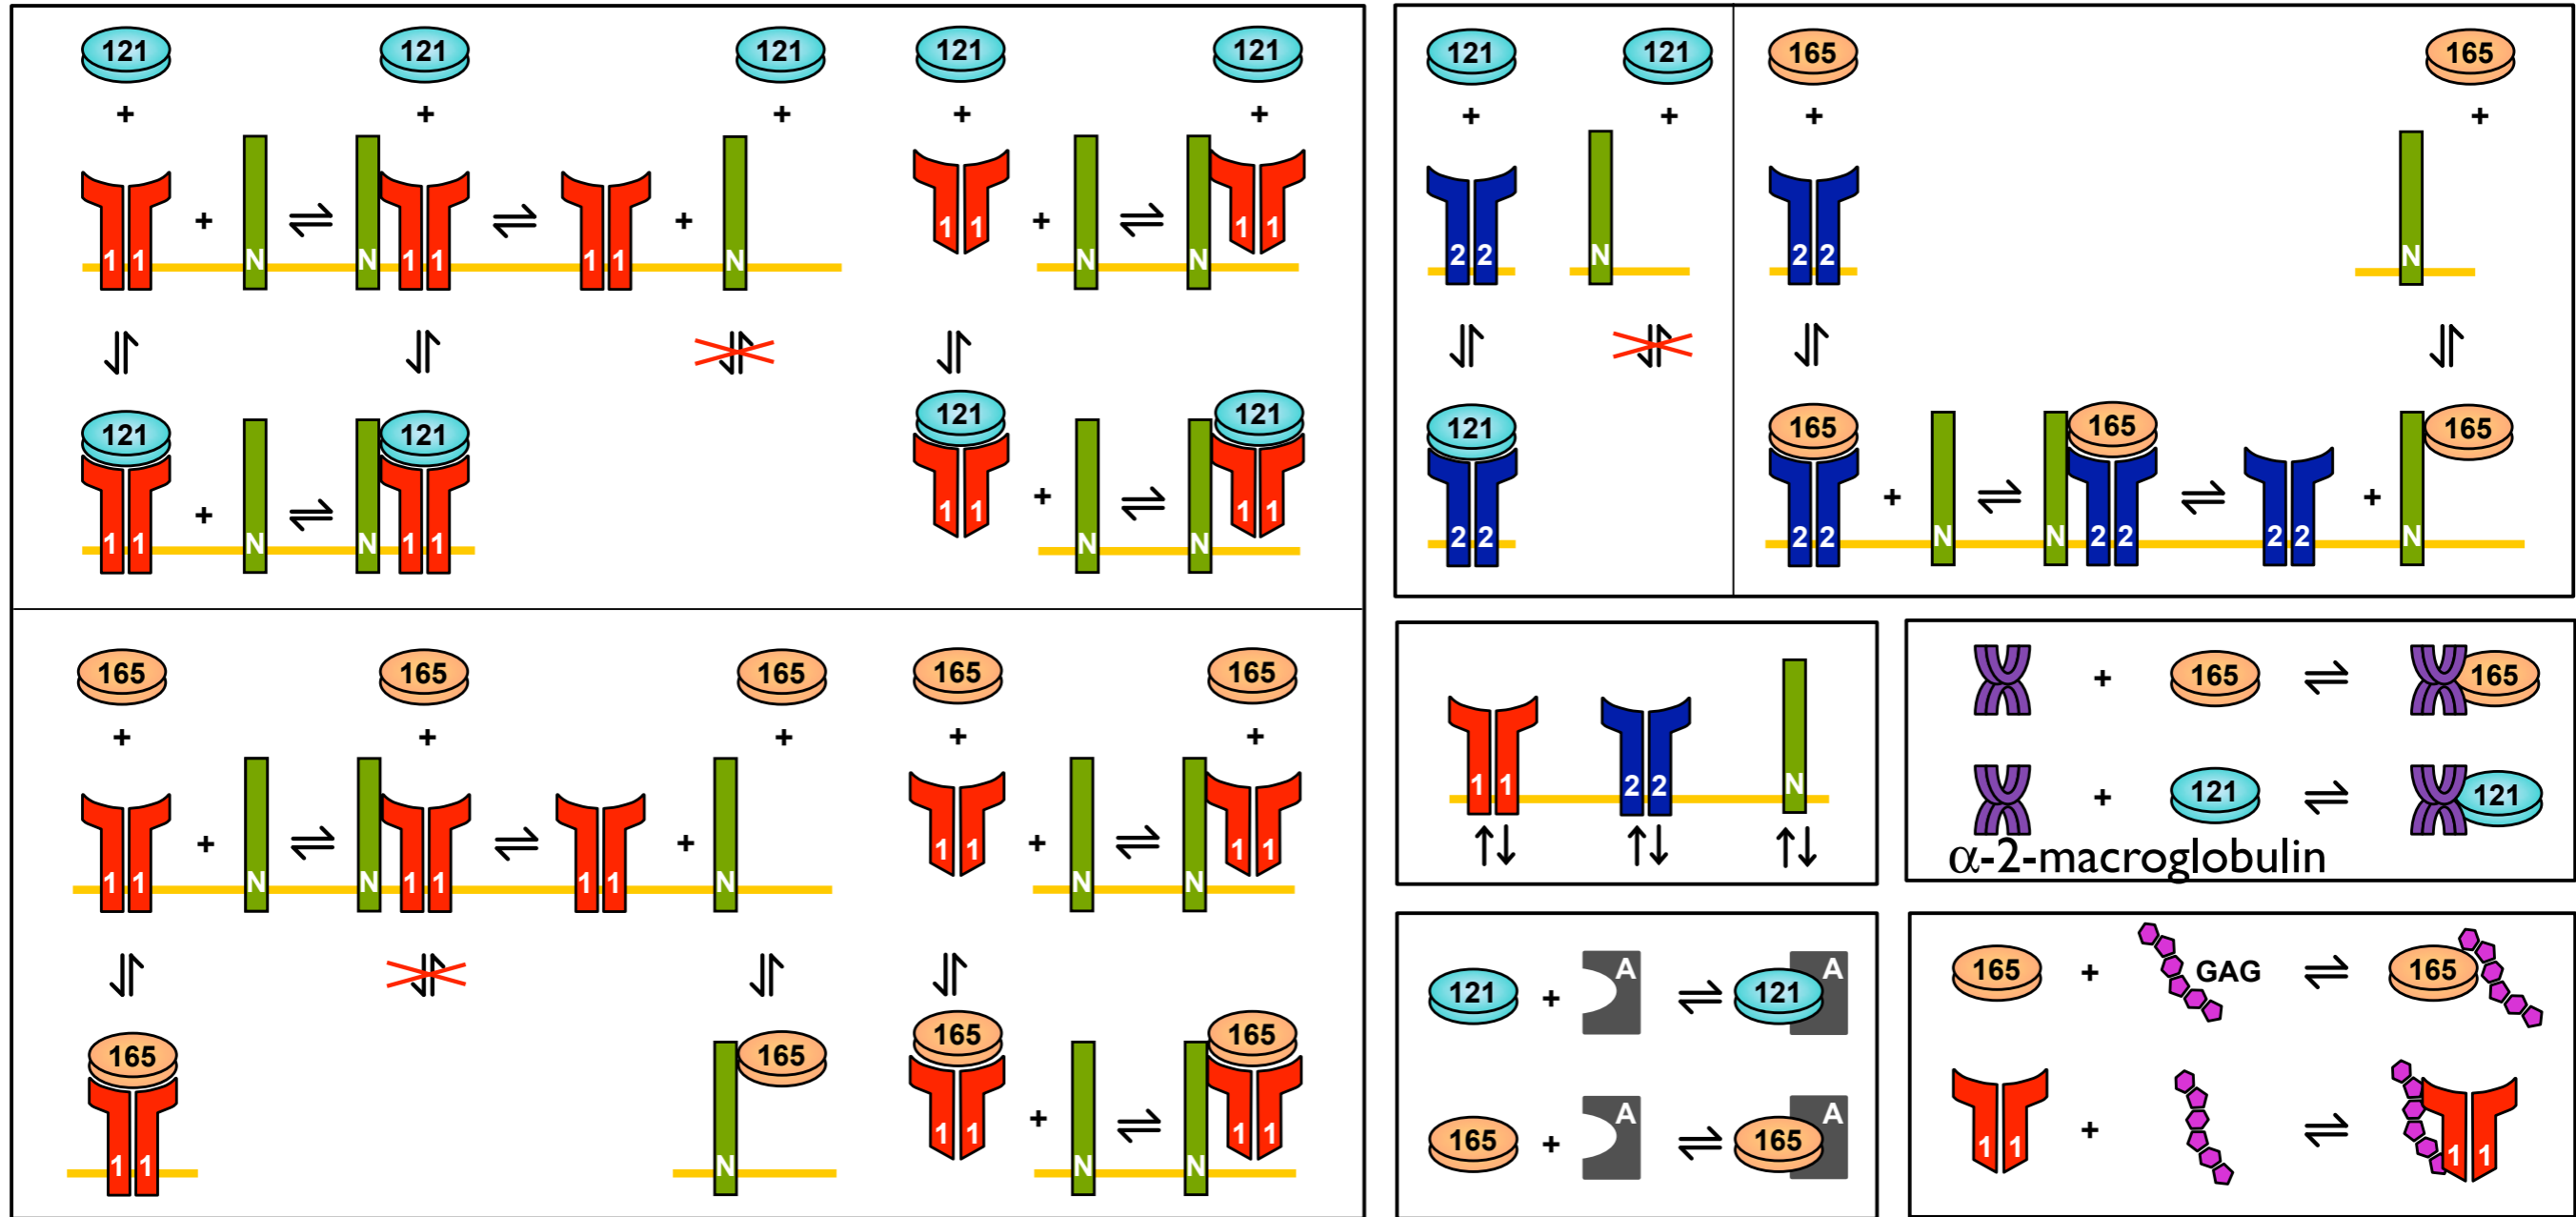 121 121 121 121 121
+ + + + +
+ + +
1 1 N N 1 1 1 1 N 1 1 N N 1 1
121 121 121 121
+ +
1 1 N N 1 1 1 1 N N 1 1
165 165 165 165 165
+ + + + +
+ + +
1 1 N N 1 1 1 1 N 1 1 N N 1 1
165 165 165 165
+
1 1 N 1 1 N N 1 1
121 121
+ +
2 2 N
121
2 2
165 165
+ +
2 2 N
165 165 165
+ +
2 2 N N 2 2 2 2 N
1 1 2 2 N
+ 165 165
+ 121 121
α-2-macroglobulin
121 + A 121 A
165 + A 165 A
165 + GAG 165
1 1 + 1 1